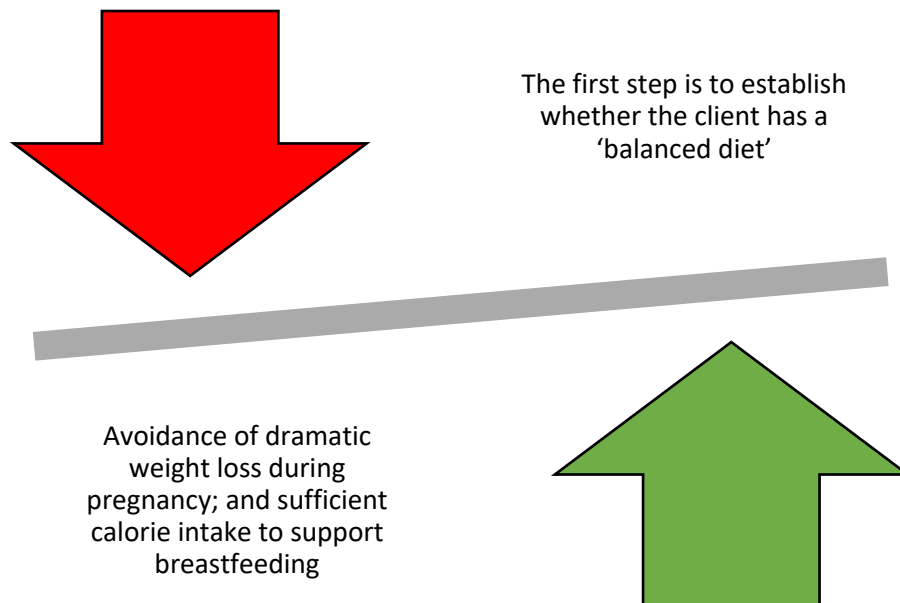 The first step is to establish
whether the client has a
‘balanced diet’
Avoidance of dramatic
weight loss during
pregnancy; and sufficient
calorie intake to support
breastfeeding